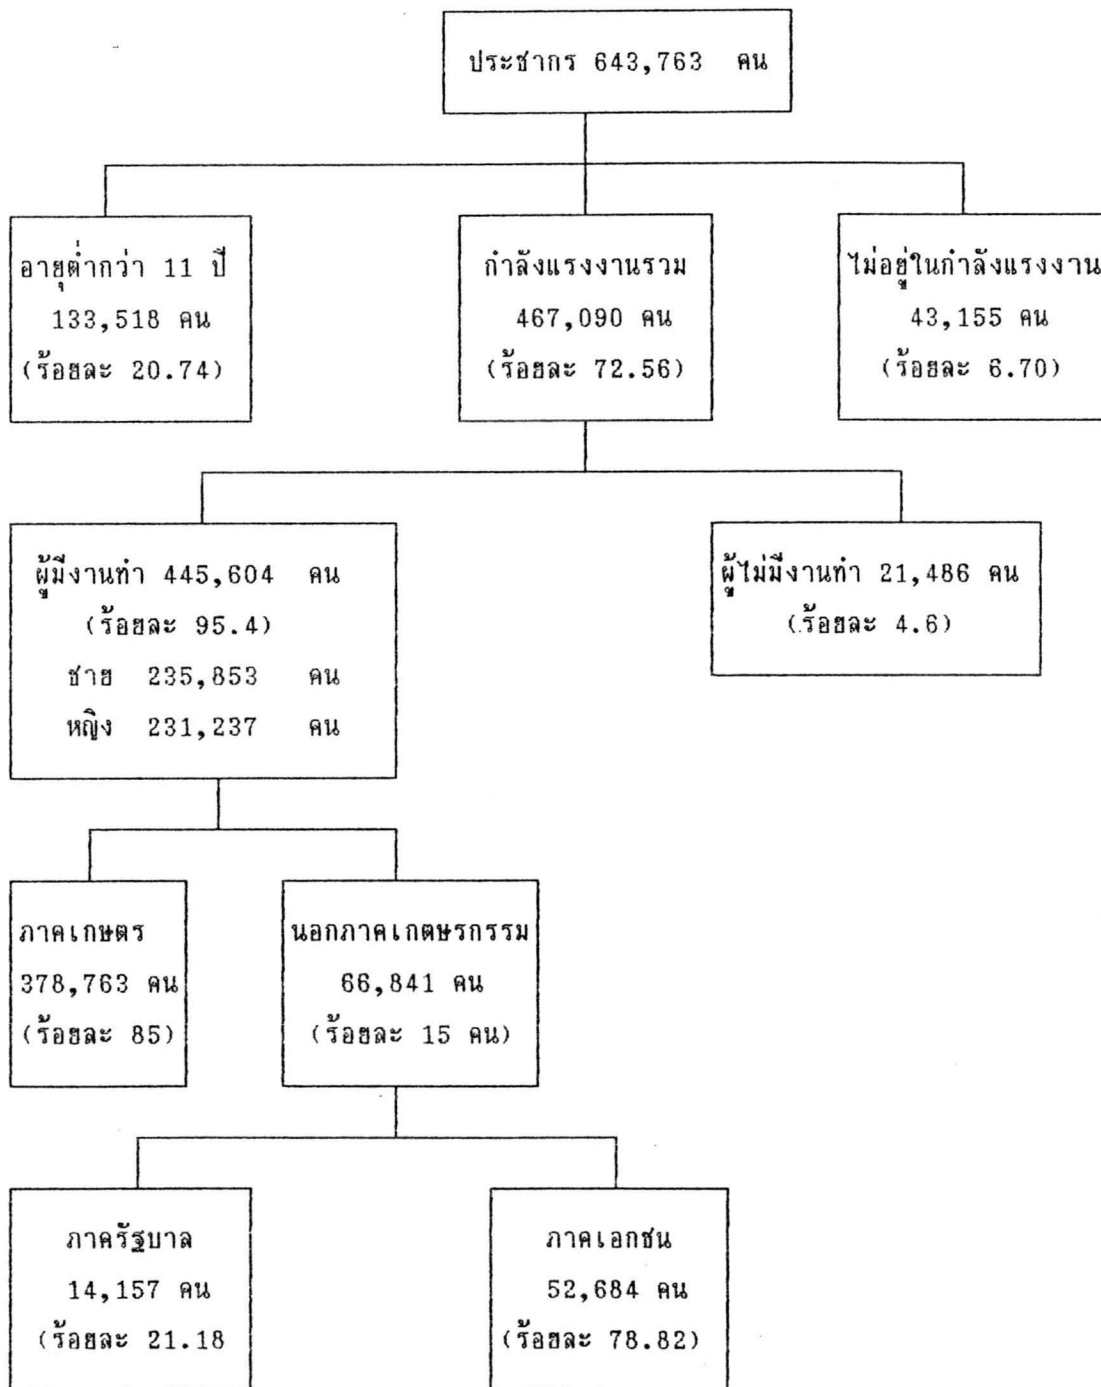 ประชากร 643,763 คน
อายุต่ำกว่า 11 ปี
133,518 คน
(ร้อยละ 20.74)
กำลังแรงงานรวม
467,090 คน
(ร้อยละ 72.56)
ไม่อยู่ในกำลังแรงงาน
43,155 คน
(ร้อยละ 6.70)
ผู้มีงานทำ 445,604 คน
(ร้อยละ 95.4)
ชาย 235,853 คน
หญิง 231,237 คน
ผู้ไม่มีงานทำ 21,486 คน
(ร้อยละ 4.6)
ภาคเกษตร
378,763 คน
(ร้อยละ 85)
นอกภาคเกตษรกรรม
66,841 คน
(ร้อยละ 15 คน)
ภาครัฐบาล
14,157 คน
(ร้อยละ 21.18
ภาคเอกชน
52,684 คน
(ร้อยละ 78.82)